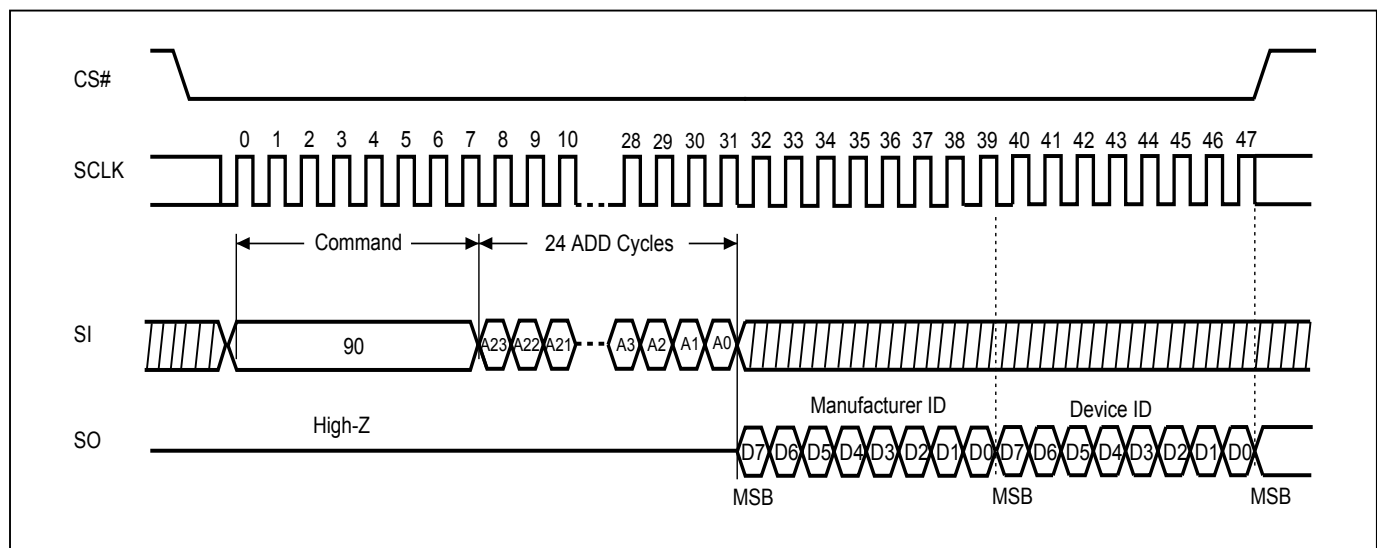 CS#
0 1 2 3 4 5 6 7 8 9 10 28 29 30 31 32 33 34 35 36 37 38 39 40 41 42 43 44 45 46 47
SCLK
Command 24 ADD Cycles
SI 90 A23 A22 A21 A3 A2 A1 A0
Manufacturer ID Device ID
High-Z
SO D7 D6 D5 D4 D3 D2 D1 D0 D7 D6 D5 D4 D3 D2 D1 D0
MSB MSB MSB